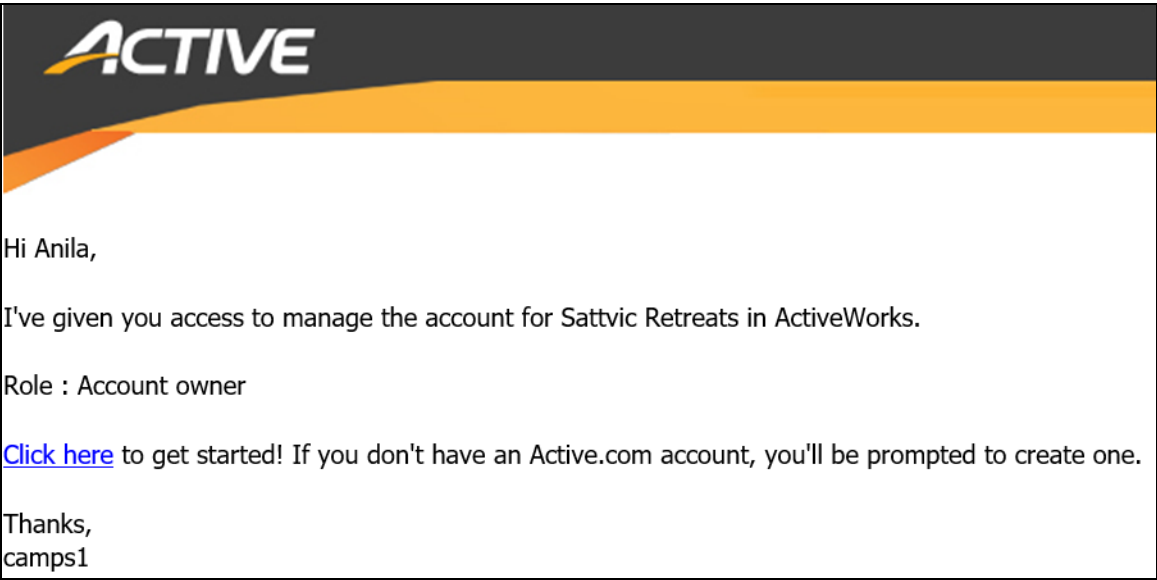 ACTIVE
Hi Anila,
I've given you access to manage the account for Sattvic Retreats in ActiveWorks.
Role : Account owner
Click here to get started! If you don't have an Active.com account, you'll be prompted to create one.
Thanks,
camps1